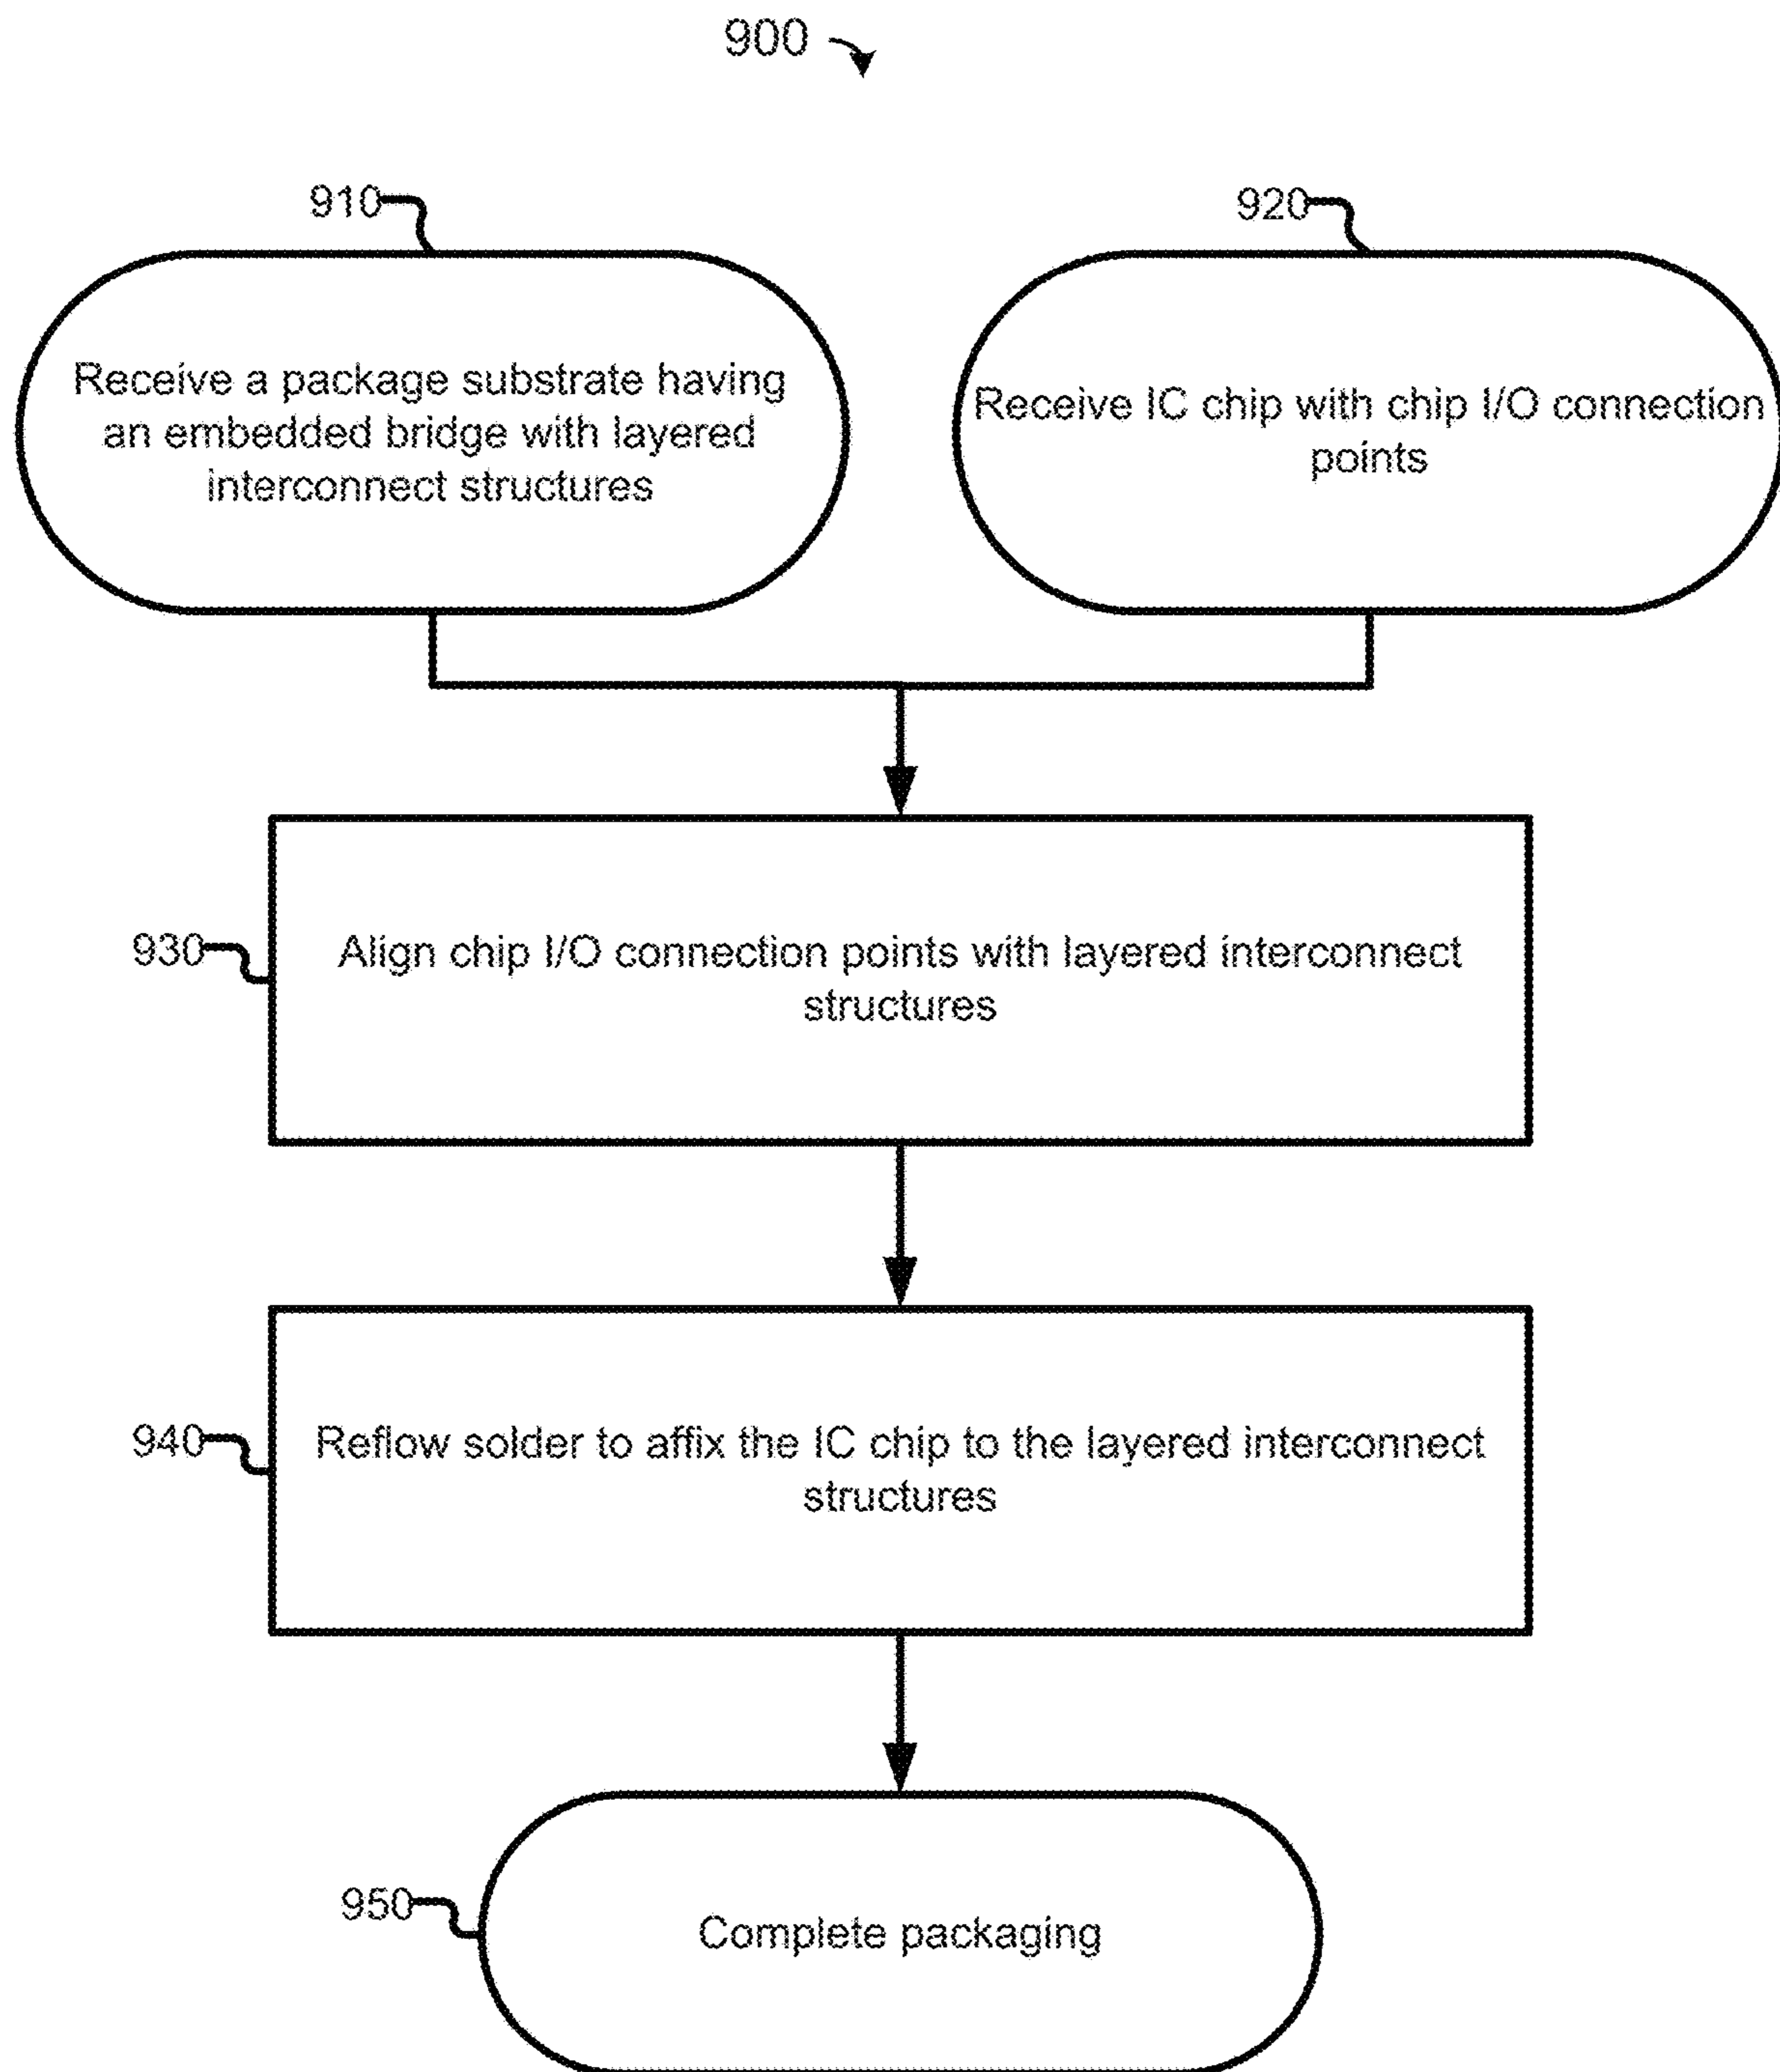 900
910
920
Receive a package substrate having
an embedded bridge with layered
interconnect structures
Receive IC chip with chip I/O connection
points
930
Align chip I/O connection points with layered interconnect
structures
940
Reflow solder to affix the IC chip to the layered interconnect
structures
950
Complete packaging